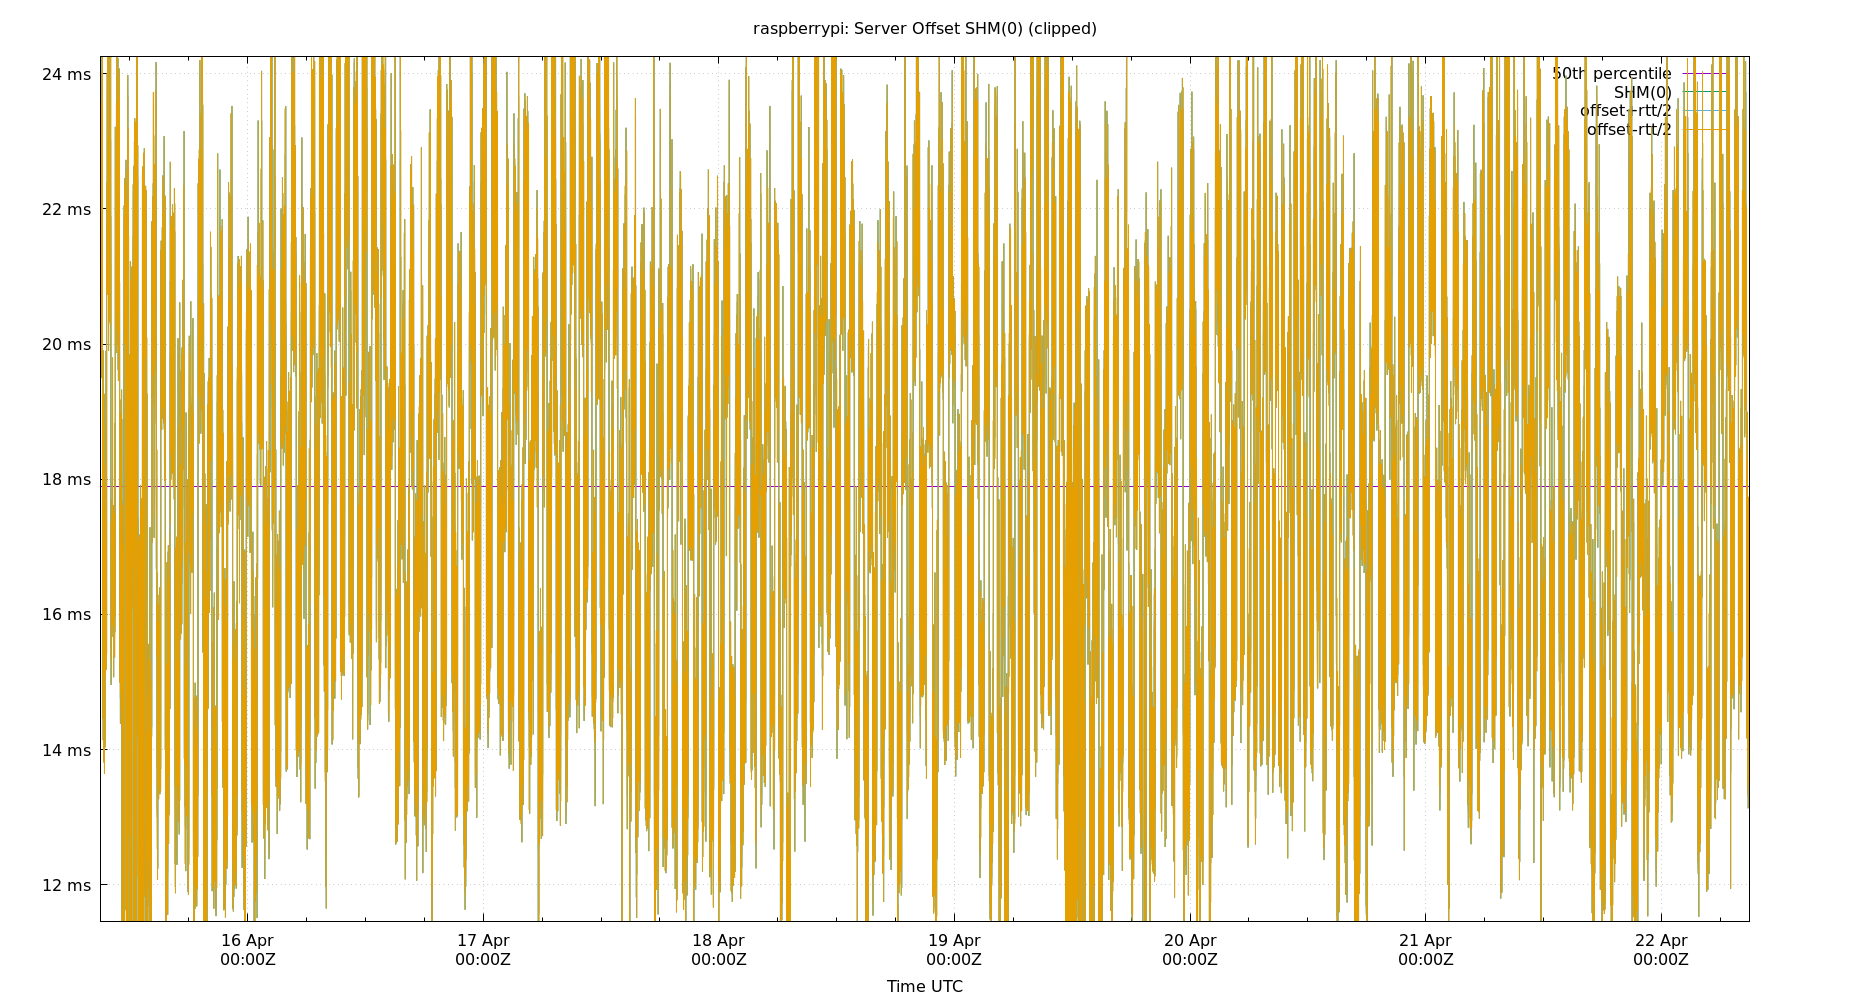 raspberrypi: Server Offset SHM(0) (clipped)
24 ms
22 ms
20 ms
18 ms
16 ms
14 ms
12 ms
50th percentile
SHM(0)
offset+rtt/2
offset-rtt/2
16 Apr 17 Apr 18 Apr 19 Apr 20 Apr 21 Apr 22 Apr
00:00Z 00:00Z 00:00Z 00:00Z 00:00Z 00:00Z 00:00Z
Time UTC